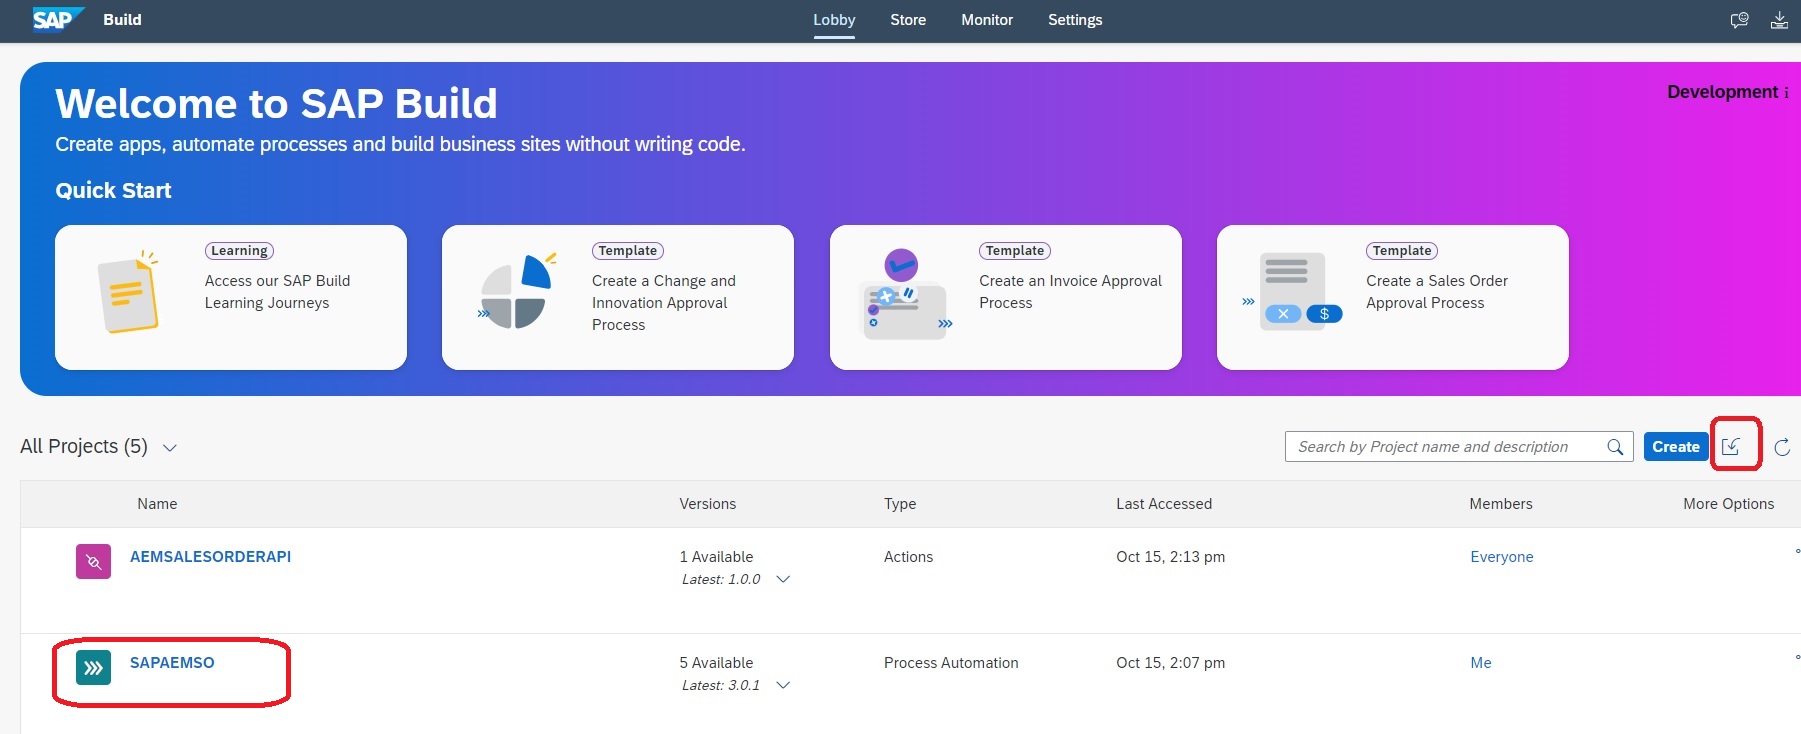 SAP Build
Lobby Store Monitor Settings
Welcome to SAP Build
Development i
Create apps, automate processes and build business sites without writing code.
Quick Start
Learning
Access our SAP Build
Learning Journeys
Template
Create a Change and
Innovation Approval
Process
Template
Create an Invoice Approval
Process
Template
Create a Sales Order
Approval Process
$
All Projects (5)
Search by Project name and description
Create
Name Versions Type Last Accessed Members More Options
AEMSALESORDERAPI 1 Available Actions Oct 15, 2:13 pm Everyone
Latest: 1.0.0
SAPAEMSO 5 Available Process Automation Oct 15, 2:07 pm Me
Latest: 3.0.1